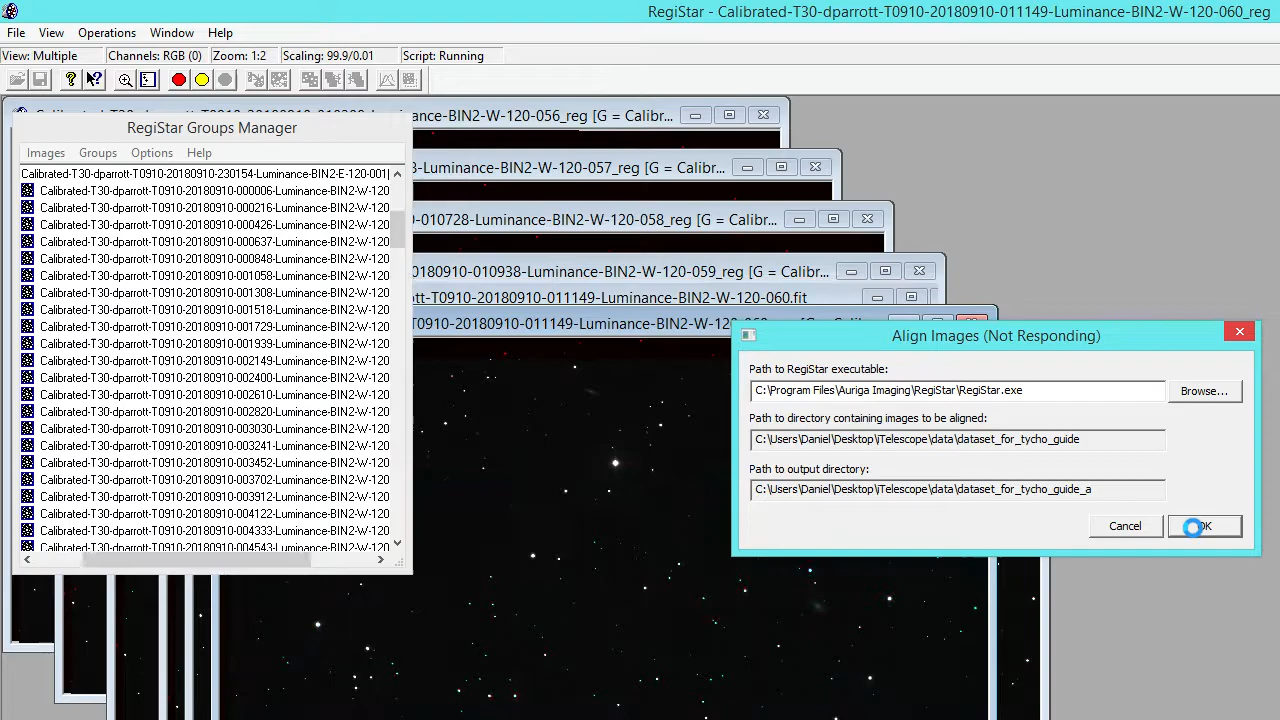 RegiStar - Calibrated-T30-dparrott-T0910-20180910-011149-Luminance-BIN2-W-120-060_reg
File View Operations Window Help
View: Multiple Channels: RGB (0) Zoom: 1:2 Scaling: 99.9/0.01 Script: Running
-Luminance-BIN2-W-120-056_reg [G = Calibr...
RegiStar Groups Manager
Images Groups Options Help
-Luminance-BIN2-W-120-057_reg [G = Calibr...
-010728-Luminance-BIN2-W-120-058_reg [G = Calibr...
0180910-010938-Luminance-BIN2-W-120-059_reg [G = Calibr...
ott-T0910-20180910-011149-Luminance-BIN2-W-120-060.fit
T0910-20180910-011149-Luminance-BIN2-W-120-060
Calibrated-T30-dparrott-T0910-20180910-230154-Luminance-BIN2-E-120-001
Calibrated-T30-dparrott-T0910-20180910-000006-Luminance-BIN2-W-120
Calibrated-T30-dparrott-T0910-20180910-000216-Luminance-BIN2-W-120
Calibrated-T30-dparrott-T0910-20180910-000426-Luminance-BIN2-W-120
Calibrated-T30-dparrott-T0910-20180910-000637-Luminance-BIN2-W-120
Calibrated-T30-dparrott-T0910-20180910-000848-Luminance-BIN2-W-120
Calibrated-T30-dparrott-T0910-20180910-001058-Luminance-BIN2-W-120
Calibrated-T30-dparrott-T0910-20180910-001308-Luminance-BIN2-W-120
Calibrated-T30-dparrott-T0910-20180910-001518-Luminance-BIN2-W-120
Calibrated-T30-dparrott-T0910-20180910-001729-Luminance-BIN2-W-120
Calibrated-T30-dparrott-T0910-20180910-001939-Luminance-BIN2-W-120
Calibrated-T30-dparrott-T0910-20180910-002149-Luminance-BIN2-W-120
Calibrated-T30-dparrott-T0910-20180910-002400-Luminance-BIN2-W-120
Calibrated-T30-dparrott-T0910-20180910-002610-Luminance-BIN2-W-120
Calibrated-T30-dparrott-T0910-20180910-002820-Luminance-BIN2-W-120
Calibrated-T30-dparrott-T0910-20180910-003030-Luminance-BIN2-W-120
Calibrated-T30-dparrott-T0910-20180910-003241-Luminance-BIN2-W-120
Calibrated-T30-dparrott-T0910-20180910-003452-Luminance-BIN2-W-120
Calibrated-T30-dparrott-T0910-20180910-003702-Luminance-BIN2-W-120
Calibrated-T30-dparrott-T0910-20180910-003912-Luminance-BIN2-W-120
Calibrated-T30-dparrott-T0910-20180910-004122-Luminance-BIN2-W-120
Calibrated-T30-dparrott-T0910-20180910-004333-Luminance-BIN2-W-120
Calibrated-T30-dparrott-T0910-20180910-004543-Luminance-BIN2-W-120
Align Images (Not Responding)
Path to RegiStar executable:
C:\Program Files\Auriga Imaging\RegiStar\RegiStar.exe Browse...
Path to directory containing images to be aligned:
C:\Users\Daniel\Desktop\iTelescope\data\dataset_for_tycho_guide
Path to output directory:
C:\Users\Daniel\Desktop\iTelescope\data\dataset_for_tycho_guide_a
Cancel OK